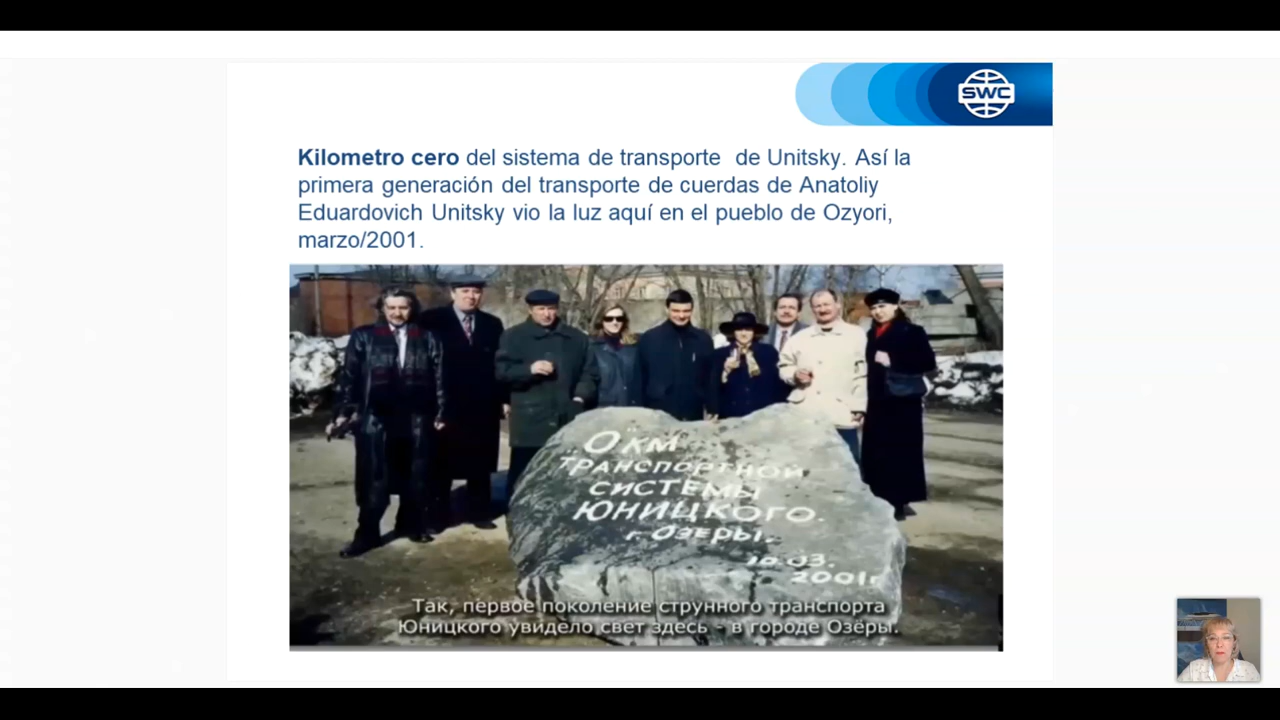 SWC
Kilometro cero del sistema de transporte de Unitsky. Así la
primera generación del transporte de cuerdas de Anatoliy
Eduardovich Unitsky vio la luz aquí en el pueblo de Ozyori,
marzo/2001.
0 км
транспортной
системы
Юницкого.
г. Озёры.
10.03.
2001г.
Так, первое поколение струнного транспорта
Юницкого увидело свет здесь - в городе Озёры.